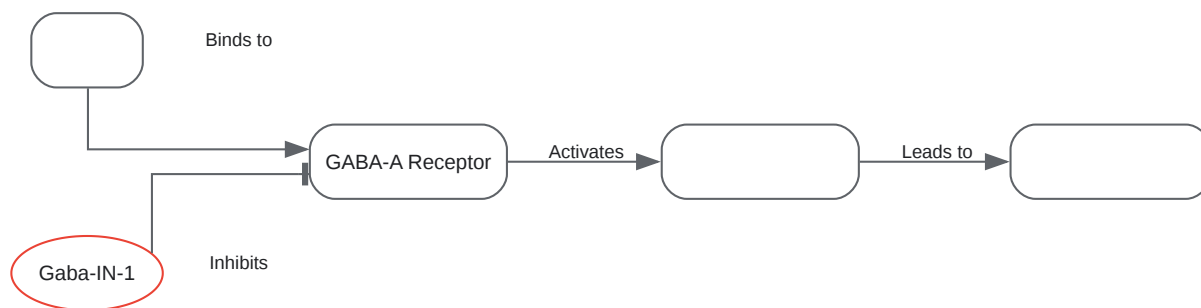 Binds to
GABA-A Receptor
Activates
Leads to
Gaba-IN-1
Inhibits